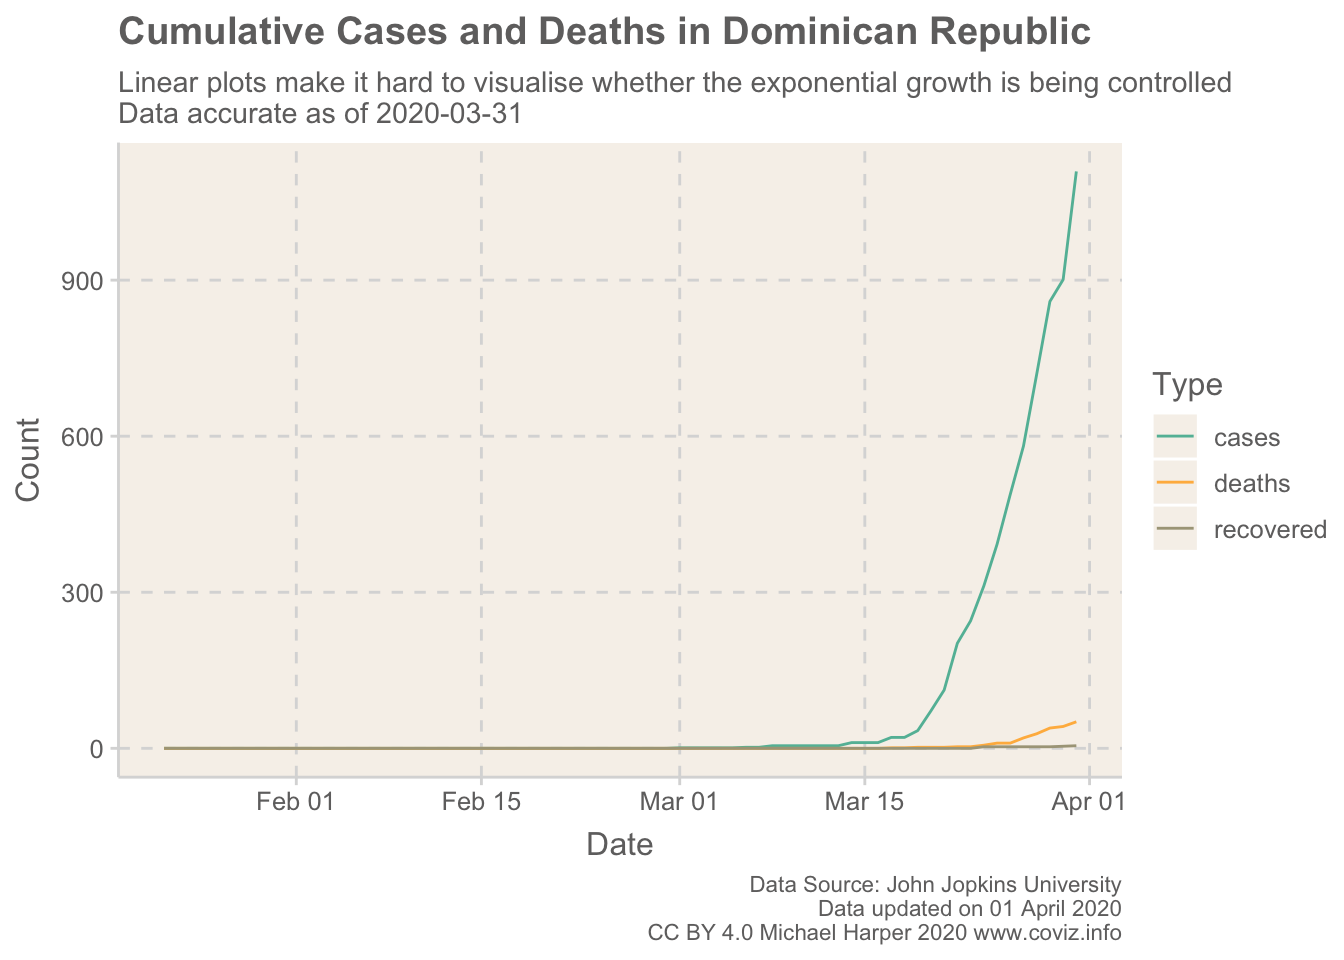 Cumulative Cases and Deaths in Dominican Republic
Linear plots make it hard to visualise whether the exponential growth is being controlled
Data accurate as of 2020-03-31
Count
900
600
300
0
Feb 01
Feb 15
Mar 01
Mar 15
Apr 01
Date
Type
cases
deaths
recovered
Data Source: John Jopkins University
Data updated on 01 April 2020
CC BY 4.0 Michael Harper 2020 www.coviz.info